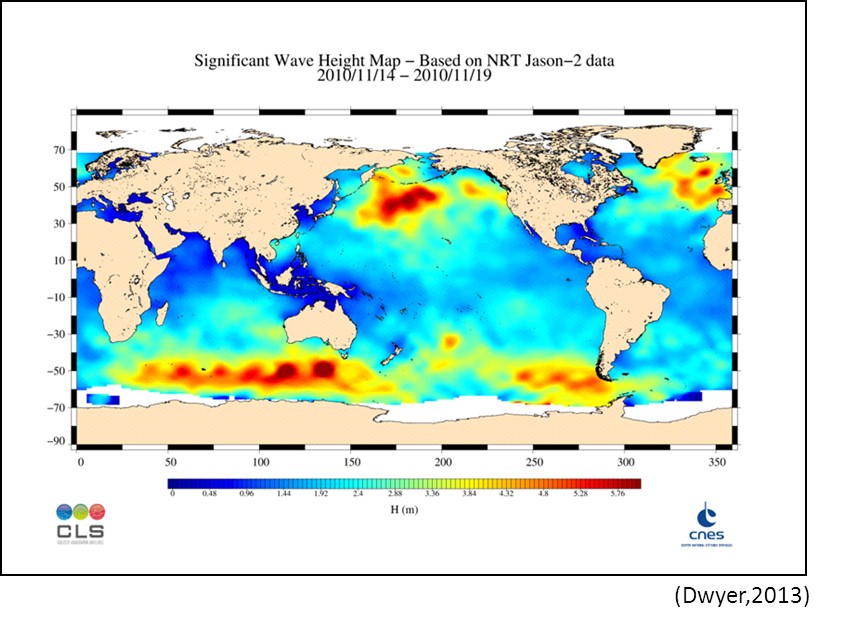 Significant Wave Height Map − Based on NRT Jason−2 data
2010/11/14 − 2010/11/19
70
50
30
10
−10
−30
−50
−70
−90
0 50 100 150 200 250 300 350
0 0.48 0.96 1.44 1.92 2.4 2.88 3.36 3.84 4.32 4.8 5.28 5.76
H (m)
CLS
cnes
(Dwyer,2013)